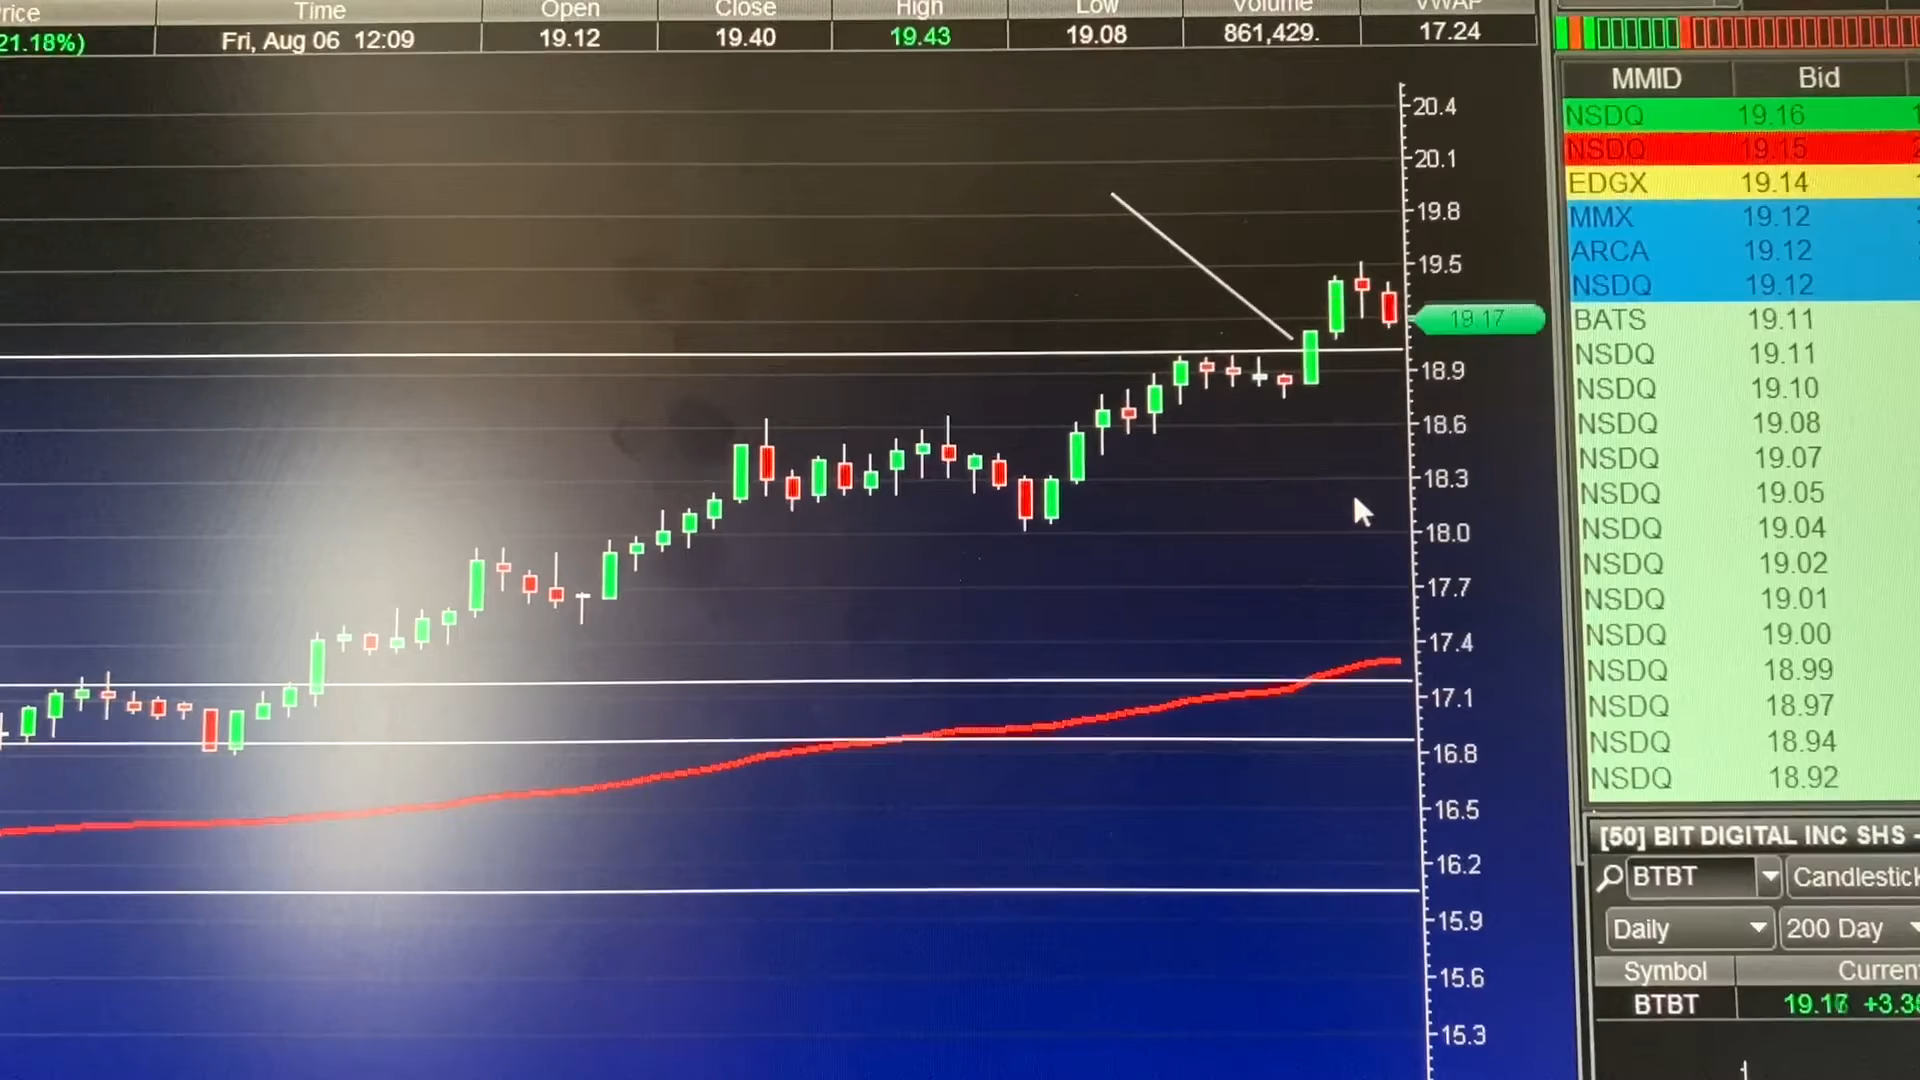 Time Open Close High Low Volume VWAP
21.18%) Fri, Aug 06 12:09 19.12 19.40 19.43 19.08 861,429. 17.24
20.4
20.1
19.8
19.5
19.17
18.9
18.6
18.3
18.0
17.7
17.4
17.1
16.8
16.5
16.2
15.9
15.6
15.3
MMID Bid
NSDQ 19.16
NSDQ 19.15
EDGX 19.14
MMX 19.12
ARCA 19.12
NSDQ 19.12
BATS 19.11
NSDQ 19.11
NSDQ 19.10
NSDQ 19.08
NSDQ 19.07
NSDQ 19.05
NSDQ 19.04
NSDQ 19.02
NSDQ 19.01
NSDQ 19.00
NSDQ 18.99
NSDQ 18.97
NSDQ 18.94
NSDQ 18.92
[50] BIT DIGITAL INC SHS -
BTBT Candlestick
Daily 200 Day
Symbol
BTBT